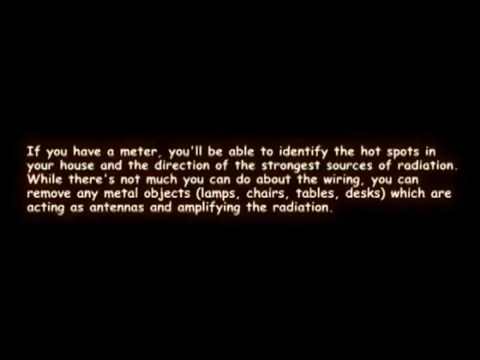 If you have a meter, you'll be able to identify the hot spots in
your house and the direction of the strongest sources of radiation.
While there's not much you can do about the wiring, you can
remove any metal objects (lamps, chairs, tables, desks) which are
acting as antennas and amplifying the radiation.